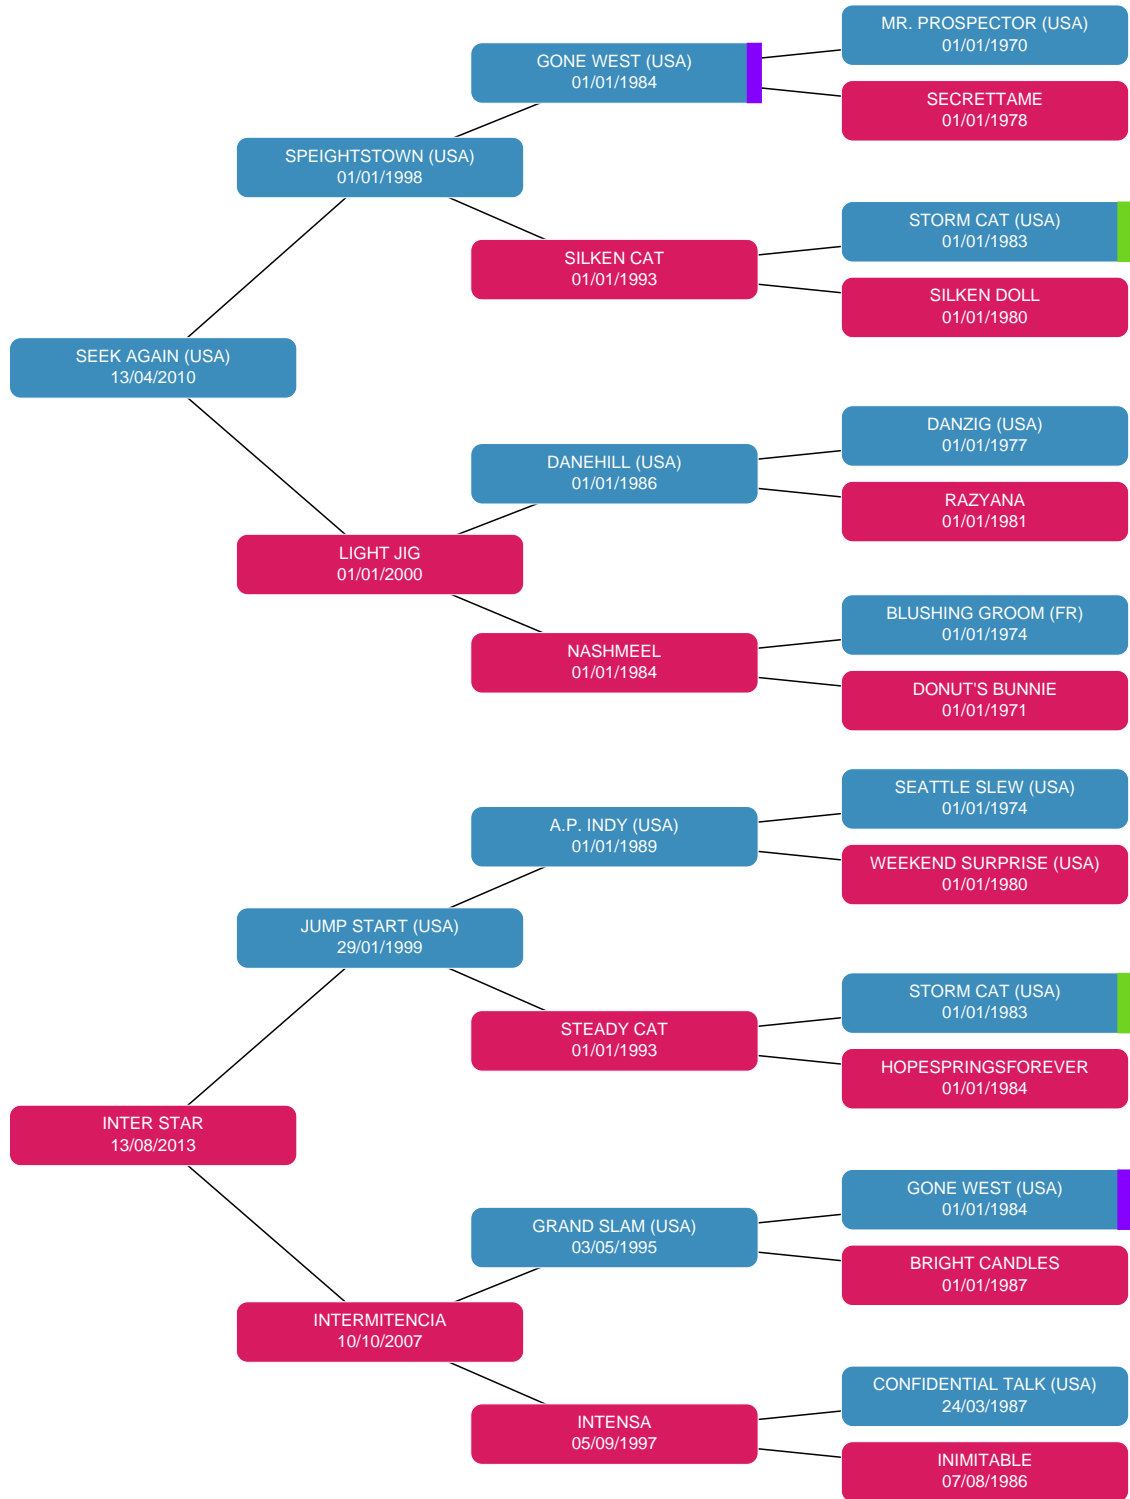 MR. PROSPECTOR (USA)
01/01/1970
GONE WEST (USA)
01/01/1984
SECRETTAME
01/01/1978
SPEIGHTSTOWN (USA)
01/01/1998
STORM CAT (USA)
01/01/1983
SILKEN CAT
01/01/1993
SILKEN DOLL
01/01/1980
SEEK AGAIN (USA)
13/04/2010
DANZIG (USA)
01/01/1977
DANEHILL (USA)
01/01/1986
RAZYANA
01/01/1981
LIGHT JIG
01/01/2000
BLUSHING GROOM (FR)
01/01/1974
NASHMEEL
01/01/1984
DONUT'S BUNNIE
01/01/1971
SEATTLE SLEW (USA)
01/01/1974
A.P. INDY (USA)
01/01/1989
WEEKEND SURPRISE (USA)
01/01/1980
JUMP START (USA)
29/01/1999
STORM CAT (USA)
01/01/1983
STEADY CAT
01/01/1993
HOPESPRINGSFOREVER
01/01/1984
INTER STAR
13/08/2013
GONE WEST (USA)
01/01/1984
GRAND SLAM (USA)
03/05/1995
BRIGHT CANDLES
01/01/1987
INTERMITENCIA
10/10/2007
CONFIDENTIAL TALK (USA)
24/03/1987
INTENSA
05/09/1997
INIMITABLE
07/08/1986